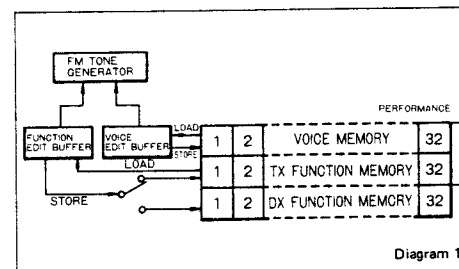 FM TONE
GENERATOR
PERFORMANCE
FUNCTION
EDIT BUFFER
VOICE
EDIT BUFFER
LOAD
STORE
1 2 VOICE MEMORY 32
LOAD
1 2 TX FUNCTION MEMORY 32
STORE
1 2 DX FUNCTION MEMORY 32
Diagram 1